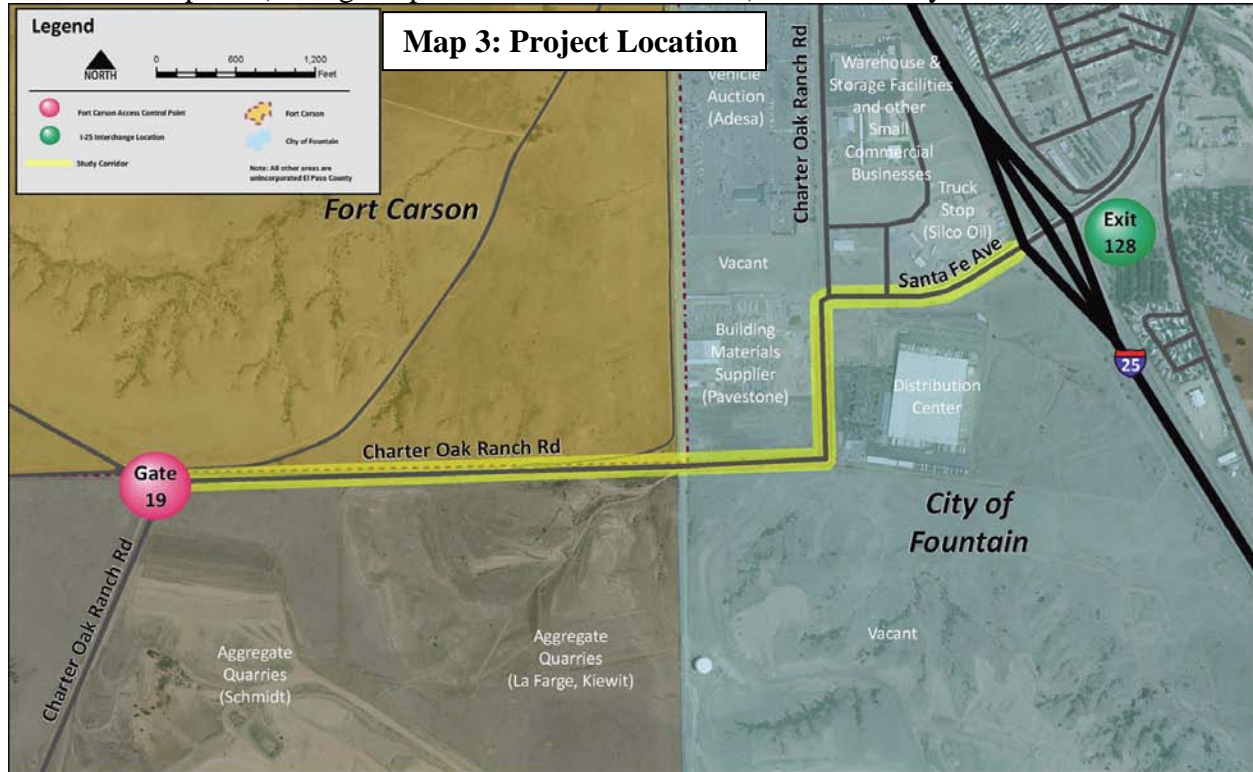 Legend
NORTH
0 600 1,200
Feet
Fort Carson Access Control Point
I-25 Interchange Location
Study Corridor
Fort Carson
City of Fountain
Note: All other areas are
unincorporated El Paso County
Map 3: Project Location
Vehicle
Auction
(Adesa)
Charter Oak Ranch Rd
Warehouse &
Storage Facilities
and other
Small
Commercial
Businesses
Truck
Stop
(Silco Oil)
Exit
128
Fort Carson
Vacant
Santa Fe Ave
Building
Materials
Supplier
(Pavestone)
Distribution
Center
25
Charter Oak Ranch Rd
Gate
19
City of
Fountain
Charter Oak Ranch Rd
Aggregate
Quarries
(Schmidt)
Aggregate
Quarries
(La Farge, Kiewit)
Vacant